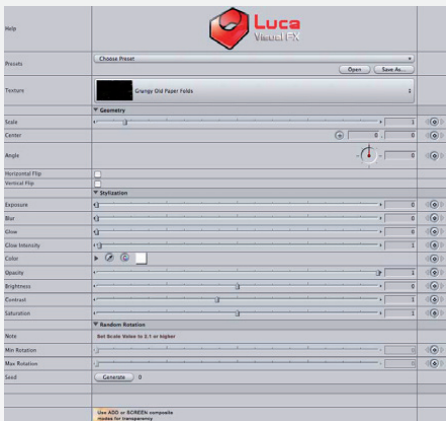 Help
Luca
Visual FX
Presets
Choose Preset
Open
Save As...
Texture
Grungy Old Paper Folds
Geometry
Scale 1
Center 0 , 0
Angle 0
Horizontal Flip
Vertical Flip
Stylization
Exposure 0
Blur 0
Glow 0
Glow Intensity 1
Color
Opacity 1
Brightness 0
Contrast 1
Saturation 1
Random Rotation
Note Set Scale Value to 2.1 or higher
Min Rotation 0
Max Rotation 0
Seed Generate 0
Use ADD or SCREEN composite
modes for transparency